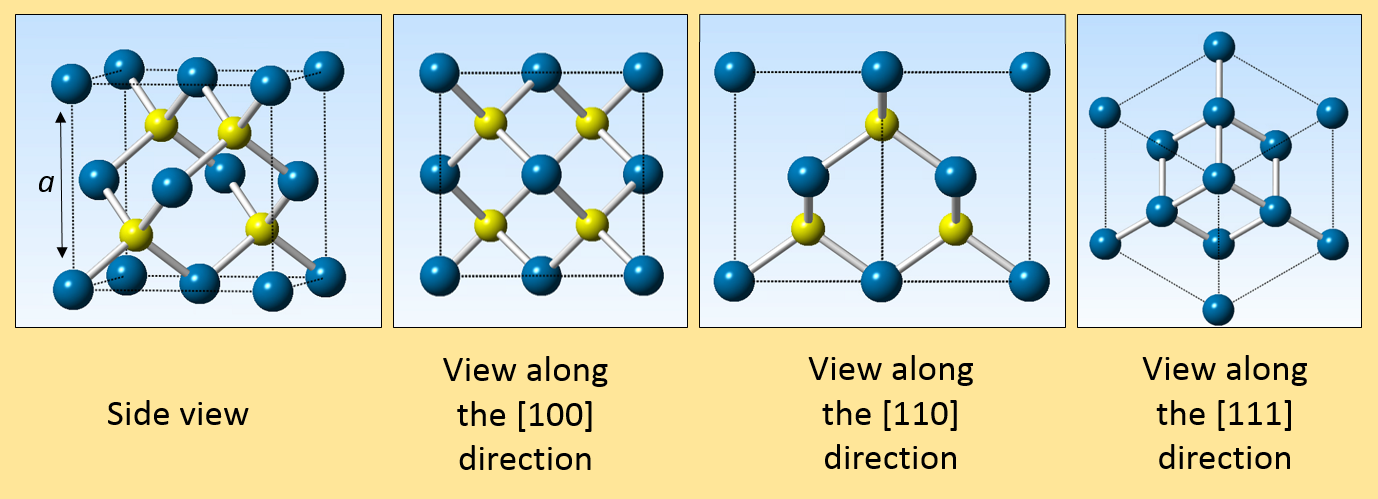 a
Side view
View along
the [100]
direction
View along
the [110]
direction
View along
the [111]
direction